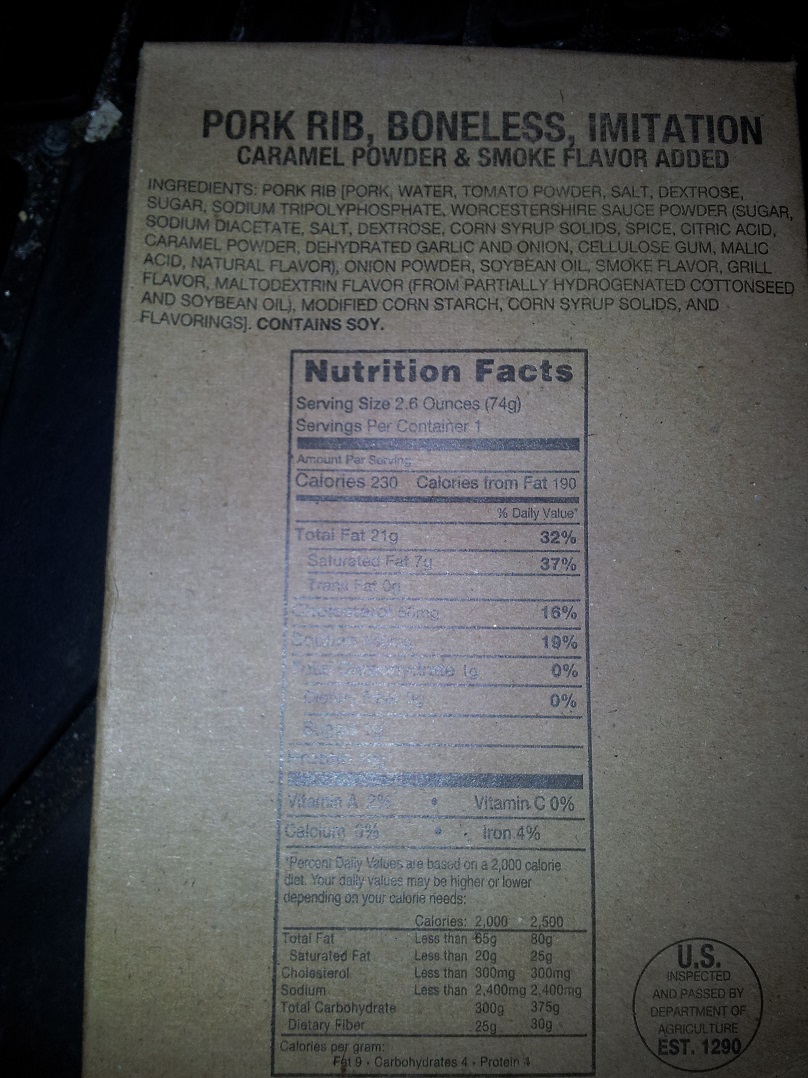 PORK RIB, BONELESS, IMITATION
CARAMEL POWDER & SMOKE FLAVOR ADDED
INGREDIENTS: PORK RIB [PORK, WATER, TOMATO POWDER, SALT, DEXTROSE,
SUGAR, SODIUM TRIPOLYPHOSPHATE, WORCESTERSHIRE SAUCE POWDER (SUGAR,
SODIUM DIACETATE, SALT, DEXTROSE, CORN SYRUP SOLIDS, SPICE, CITRIC ACID,
CARAMEL POWDER, DEHYDRATED GARLIC AND ONION, CELLULOSE GUM, MALIC
ACID, NATURAL FLAVOR), ONION POWDER, SOYBEAN OIL, SMOKE FLAVOR, GRILL
FLAVOR, MALTODEXTRIN FLAVOR (FROM PARTIALLY HYDROGENATED COTTONSEED
AND SOYBEAN OIL), MODIFIED CORN STARCH, CORN SYRUP SOLIDS, AND
FLAVORINGS]. CONTAINS SOY.
Nutrition Facts
Serving Size 2.6 Ounces (74g)
Servings Per Container 1
Amount Per Serving
Calories 230 Calories from Fat 190
% Daily Value*
Total Fat 21g 32%
Saturated Fat 7g 37%
Trans Fat 0g
Cholesterol 16%
19%
1g 0%
0%
Vitamin A Vitamin C 0%
Calcium Iron 4%
*Percent Daily Values are based on a 2,000 calorie
diet. Your daily values may be higher or lower
depending on your calorie needs:
Calories: 2,000 2,500
Total Fat Less than 65g 80g
Saturated Fat Less than 20g 25g
Cholesterol Less than 300mg 300mg
Sodium Less than 2,400mg 2,400mg
Total Carbohydrate 300g 375g
Dietary Fiber 25g 30g
Calories per gram:
Fat 9 • Carbohydrates 4 • Protein 4
U.S.
INSPECTED
AND PASSED BY
DEPARTMENT OF
AGRICULTURE
EST. 1290